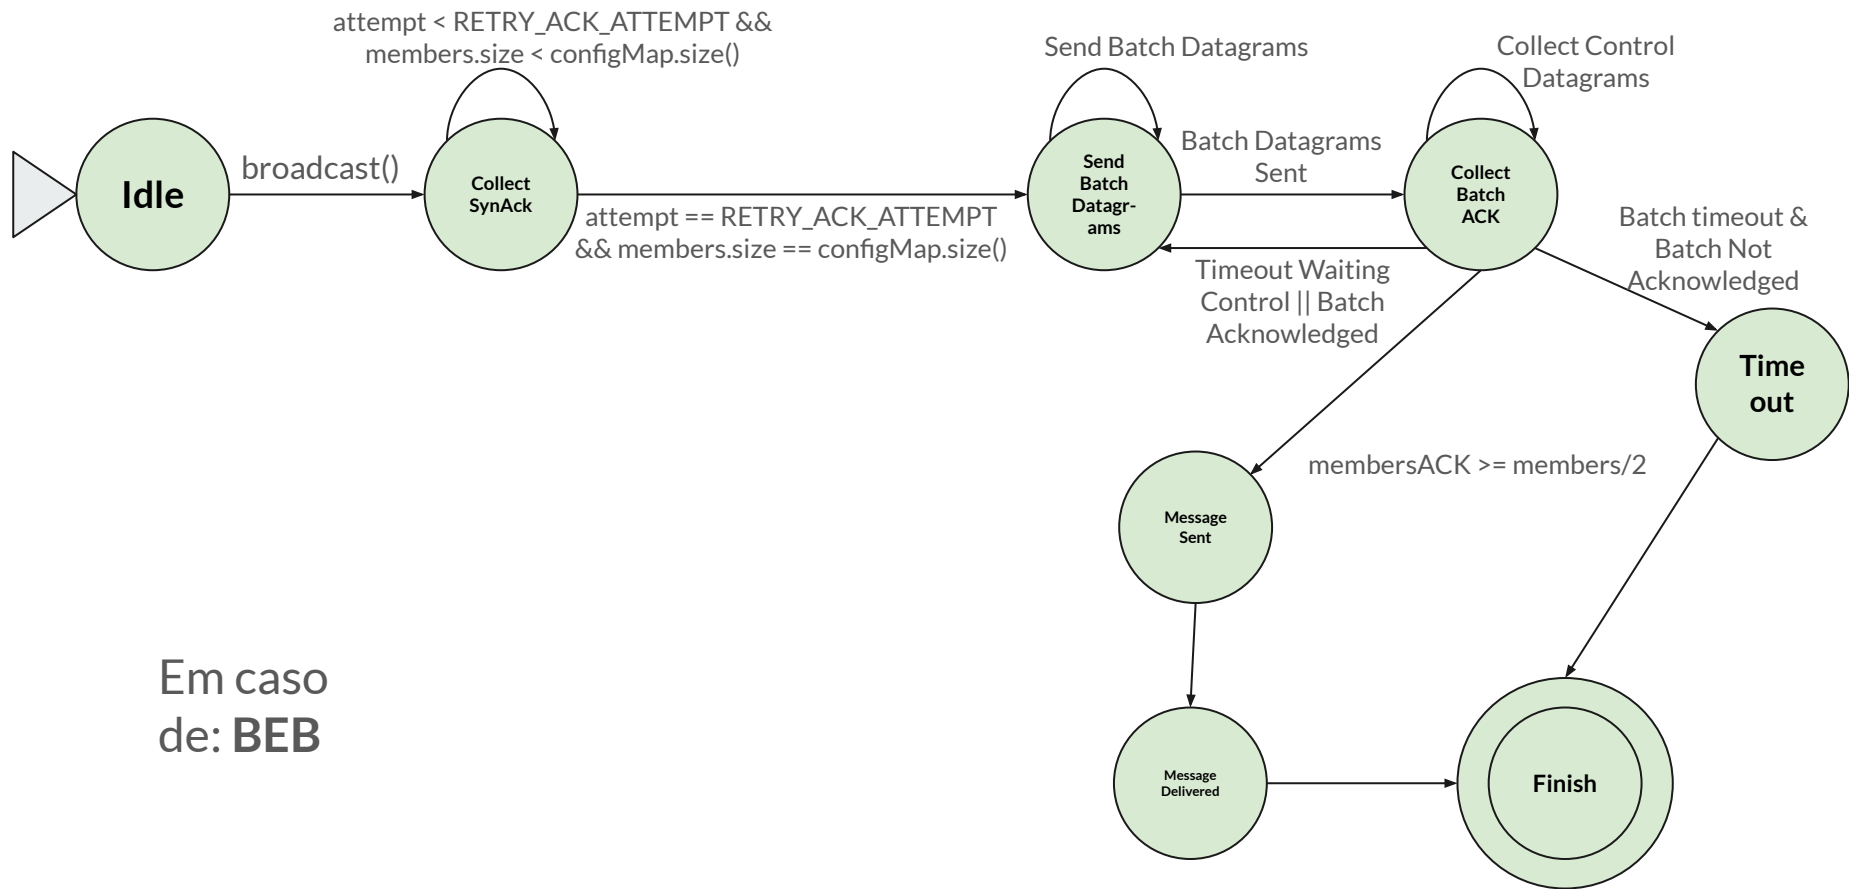 attempt < RETRY_ACK_ATTEMPT &&
members.size < configMap.size()
Send Batch Datagrams
Collect Control
Datagrams
Idle
broadcast()
Collect
SynAck
attempt == RETRY_ACK_ATTEMPT
&& members.size == configMap.size()
Send
Batch
Datagr-
ams
Batch Datagrams
Sent
Collect
Batch
ACK
Timeout Waiting
Control || Batch
Acknowledged
Batch timeout &
Batch Not
Acknowledged
Time
out
membersACK >= members/2
Message
Sent
Em caso
de: BEB
Message
Delivered
Finish